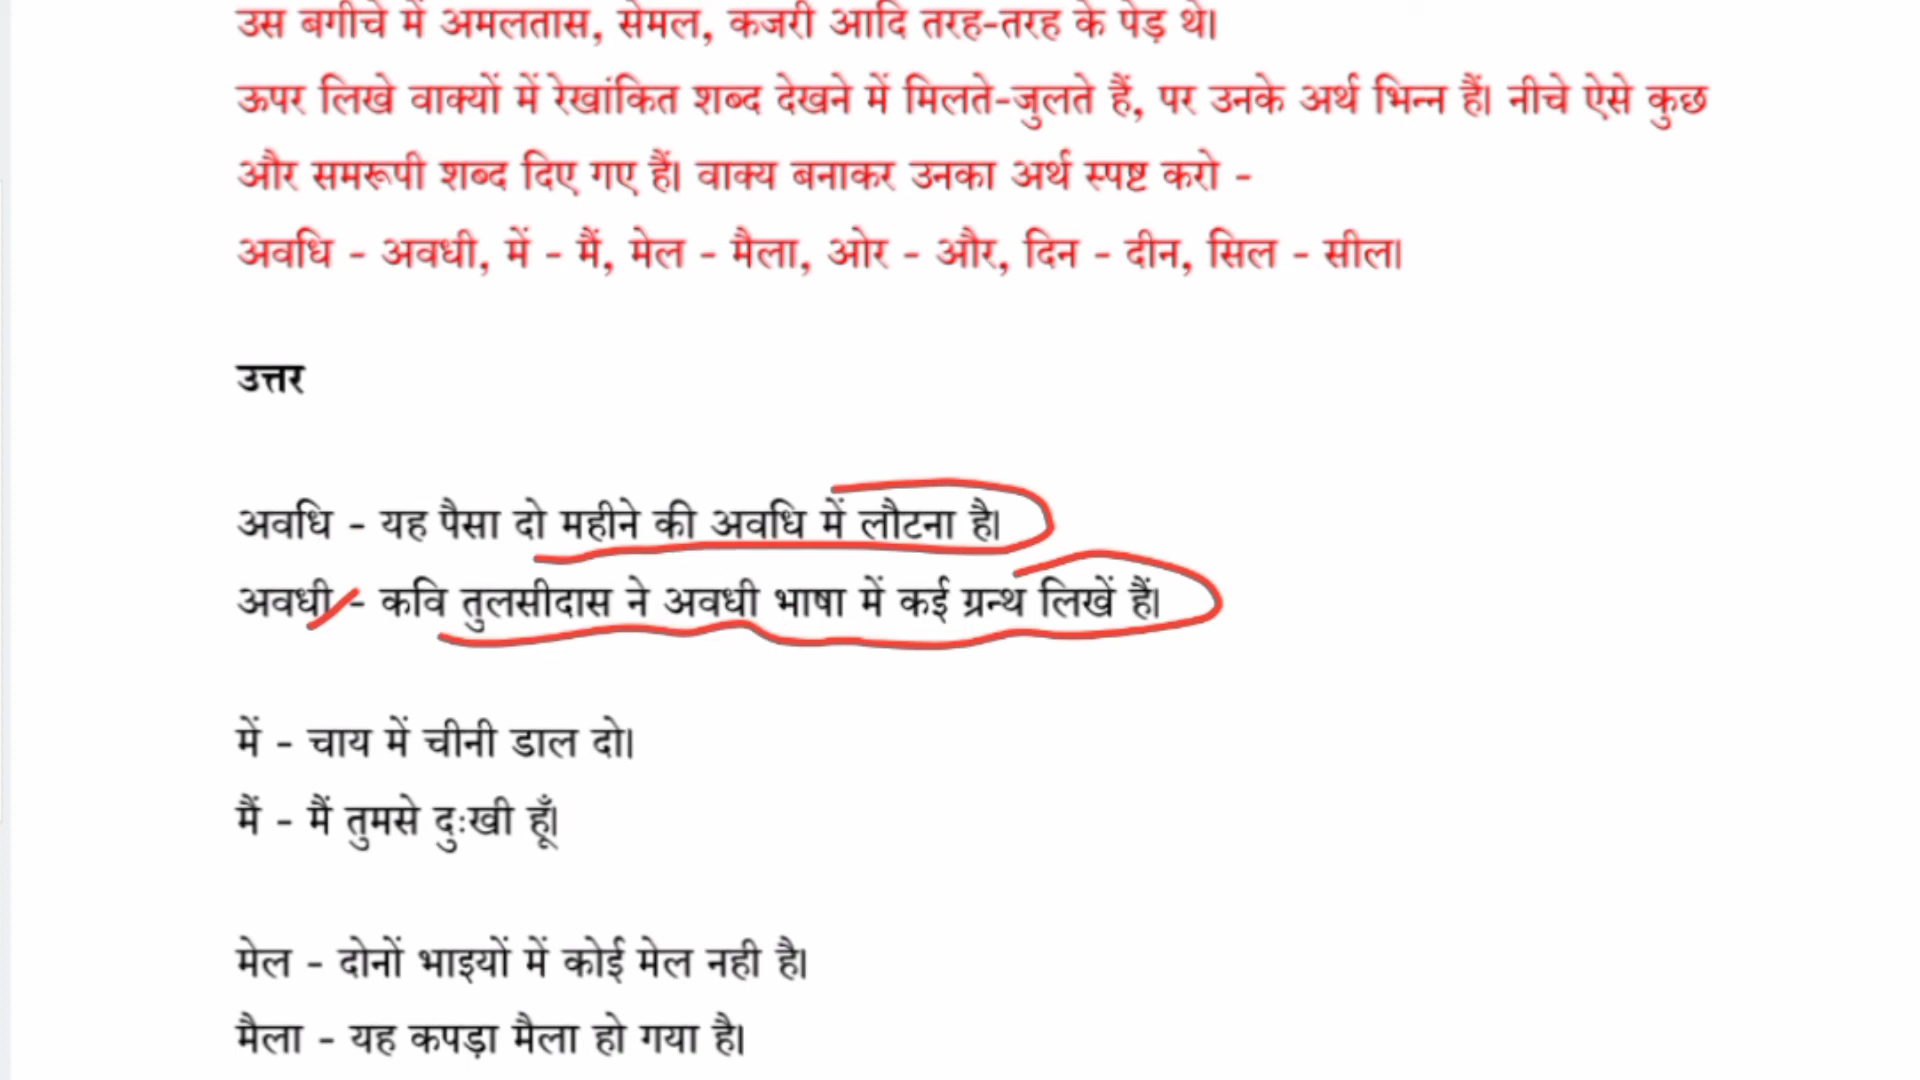 उस बगीचे में अमलतास, सेमल, कजरी आदि तरह-तरह के पेड़ थे।
ऊपर लिखे वाक्यों में रेखांकित शब्द देखने में मिलते-जुलते हैं, पर उनके अर्थ भिन्न हैं। नीचे ऐसे कुछ
और समरूपी शब्द दिए गए हैं। वाक्य बनाकर उनका अर्थ स्पष्ट करो -
अवधि - अवधी, में - मैं, मेल - मैला, ओर - और, दिन - दीन, सिल - सील।
उत्तर
अवधि - यह पैसा दो महीने की अवधि में लौटना है।
अवधी - कवि तुलसीदास ने अवधी भाषा में कई ग्रन्थ लिखें हैं।
में - चाय में चीनी डाल दो।
मैं - मैं तुमसे दुःखी हूँ।
मेल - दोनों भाइयों में कोई मेल नही है।
मैला - यह कपड़ा मैला हो गया है।